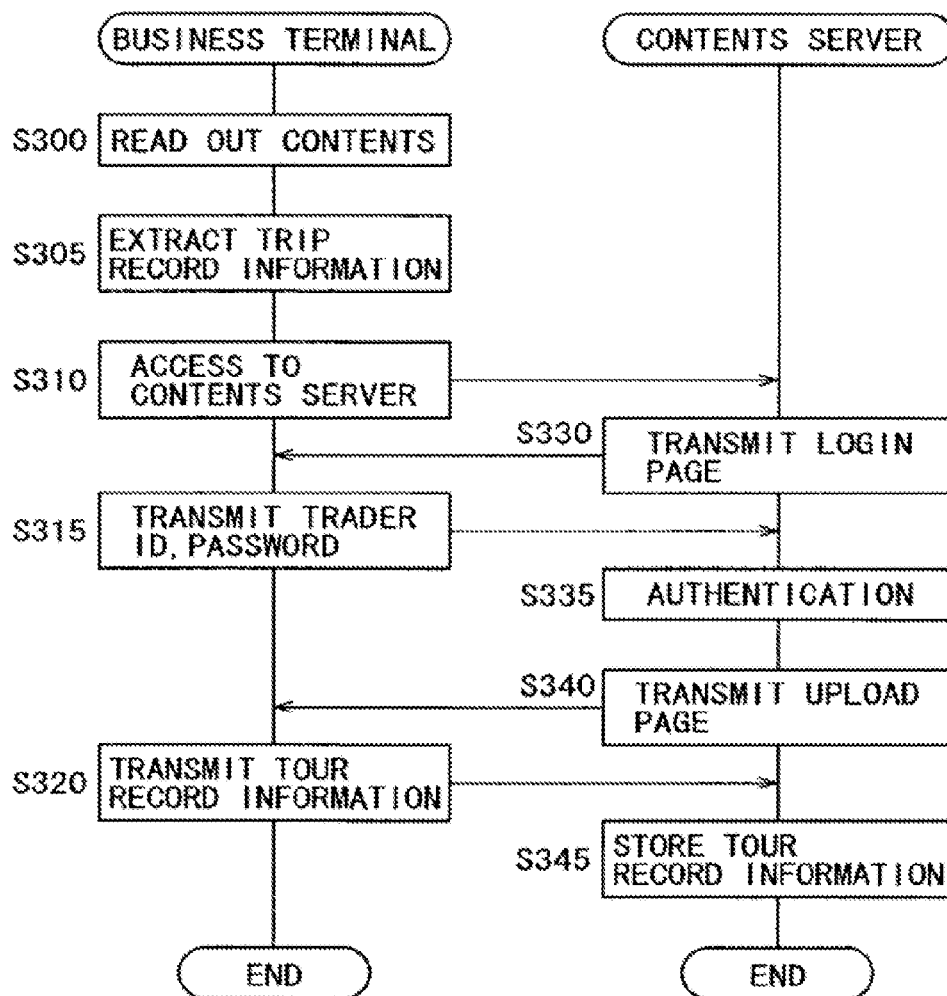 BUSINESS TERMINAL
CONTENTS SERVER
S300
READ OUT CONTENTS
S305
EXTRACT TRIP
RECORD INFORMATION
S310
ACCESS TO
CONTENTS SERVER
S330
TRANSMIT LOGIN
PAGE
S315
TRANSMIT TRADER
ID, PASSWORD
S335
AUTHENTICATION
S340
TRANSMIT UPLOAD
PAGE
S320
TRANSMIT TOUR
RECORD INFORMATION
S345
STORE TOUR
RECORD INFORMATION
END
END